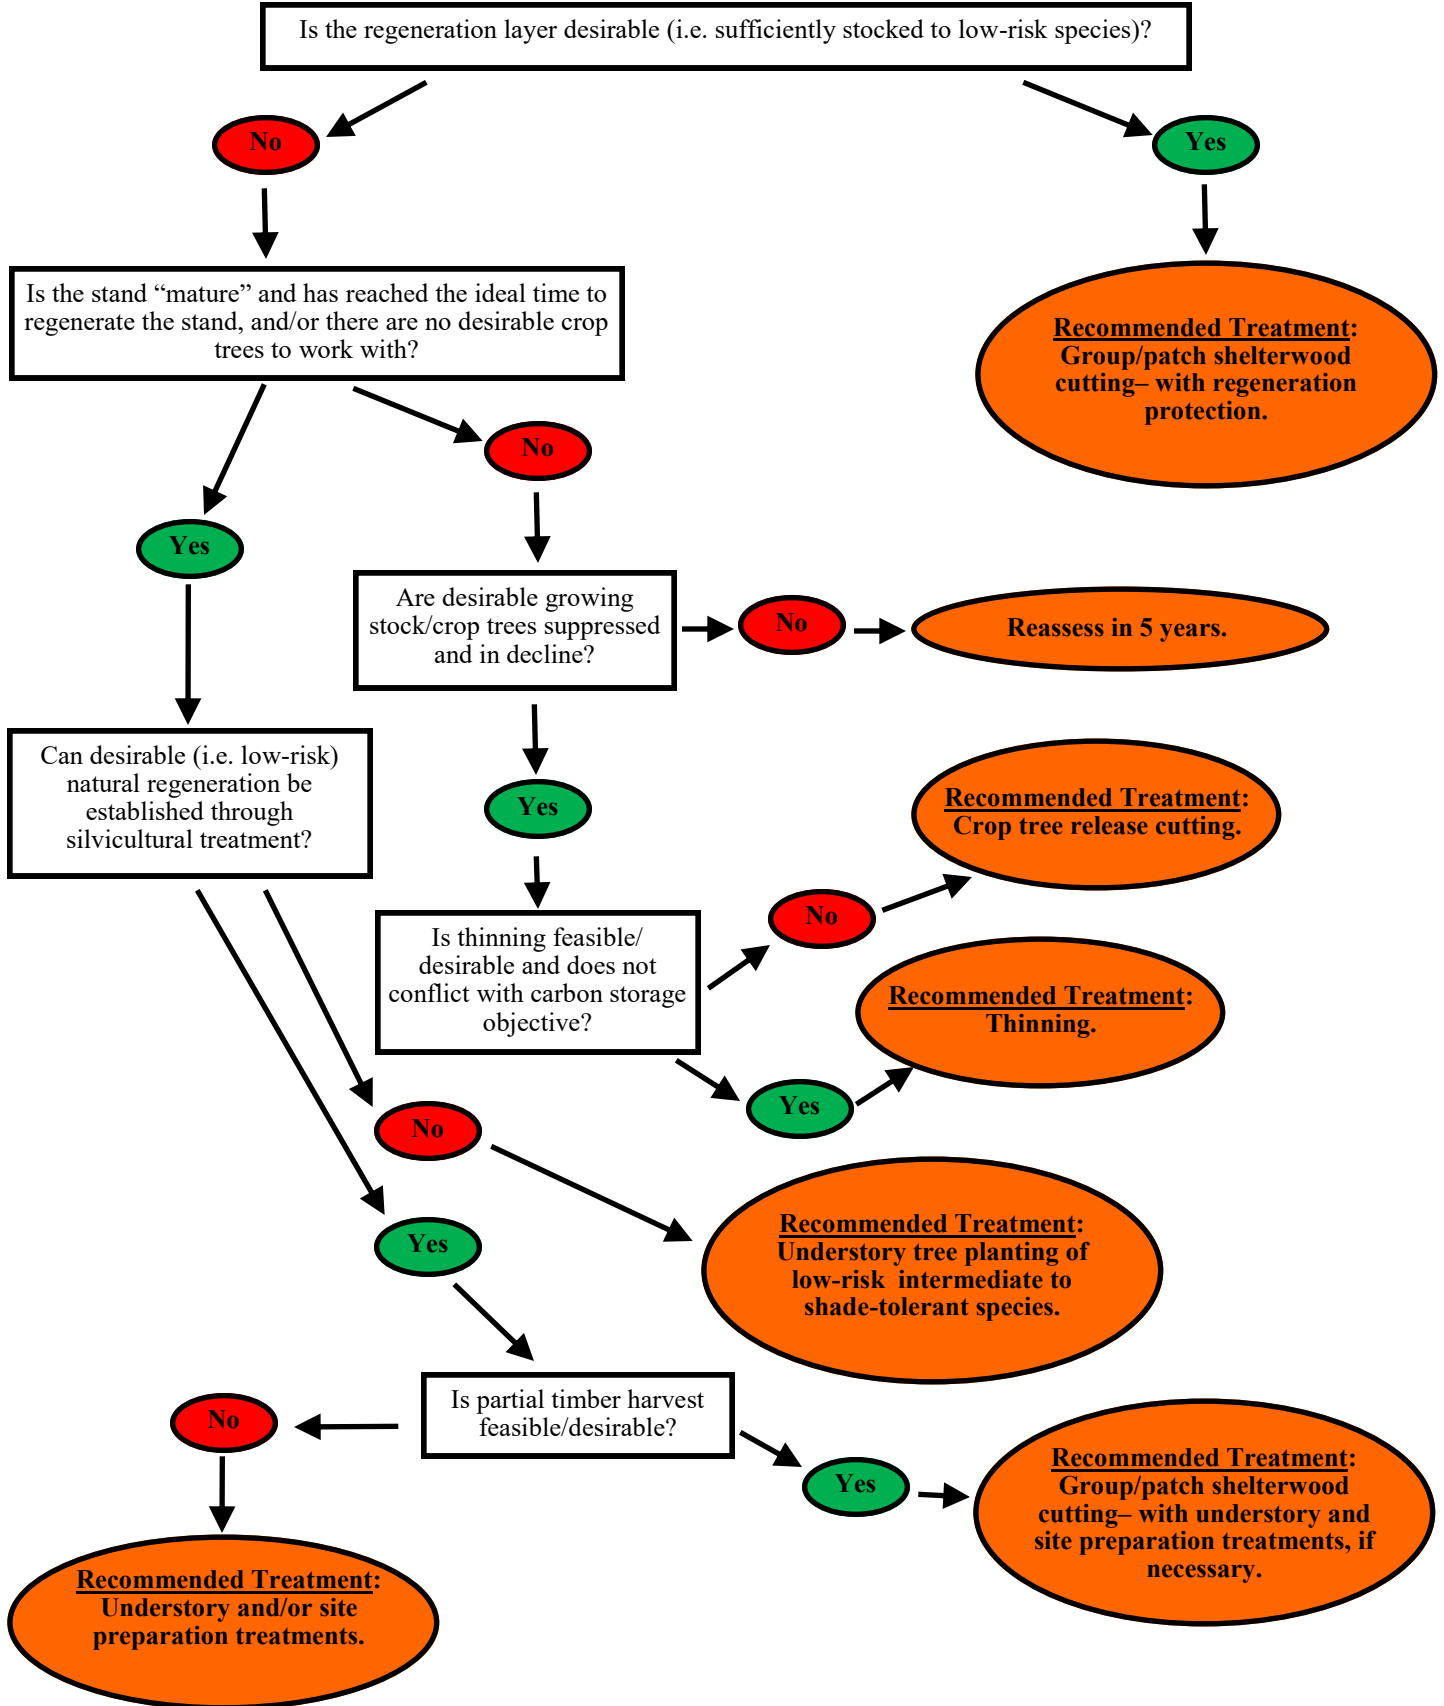 Is the regeneration layer desirable (i.e. sufficiently stocked to low-risk species)?
No
Yes
Is the stand “mature” and has reached the ideal time to
regenerate the stand, and/or there are no desirable crop
trees to work with?
Recommended Treatment:
Group/patch shelterwood
cutting– with regeneration
protection.
No
Yes
Are desirable growing
stock/crop trees suppressed
and in decline?
No
Reassess in 5 years.
Can desirable (i.e. low-risk)
natural regeneration be
established through
silvicultural treatment?
Yes
Recommended Treatment:
Crop tree release cutting.
No
Is thinning feasible/
desirable and does not
conflict with carbon storage
objective?
Recommended Treatment:
Thinning.
Yes
No
Recommended Treatment:
Understory tree planting of
low-risk intermediate to
shade-tolerant species.
Yes
Is partial timber harvest
feasible/desirable?
No
Yes
Recommended Treatment:
Group/patch shelterwood
cutting– with understory and
site preparation treatments, if
necessary.
Recommended Treatment:
Understory and/or site
preparation treatments.